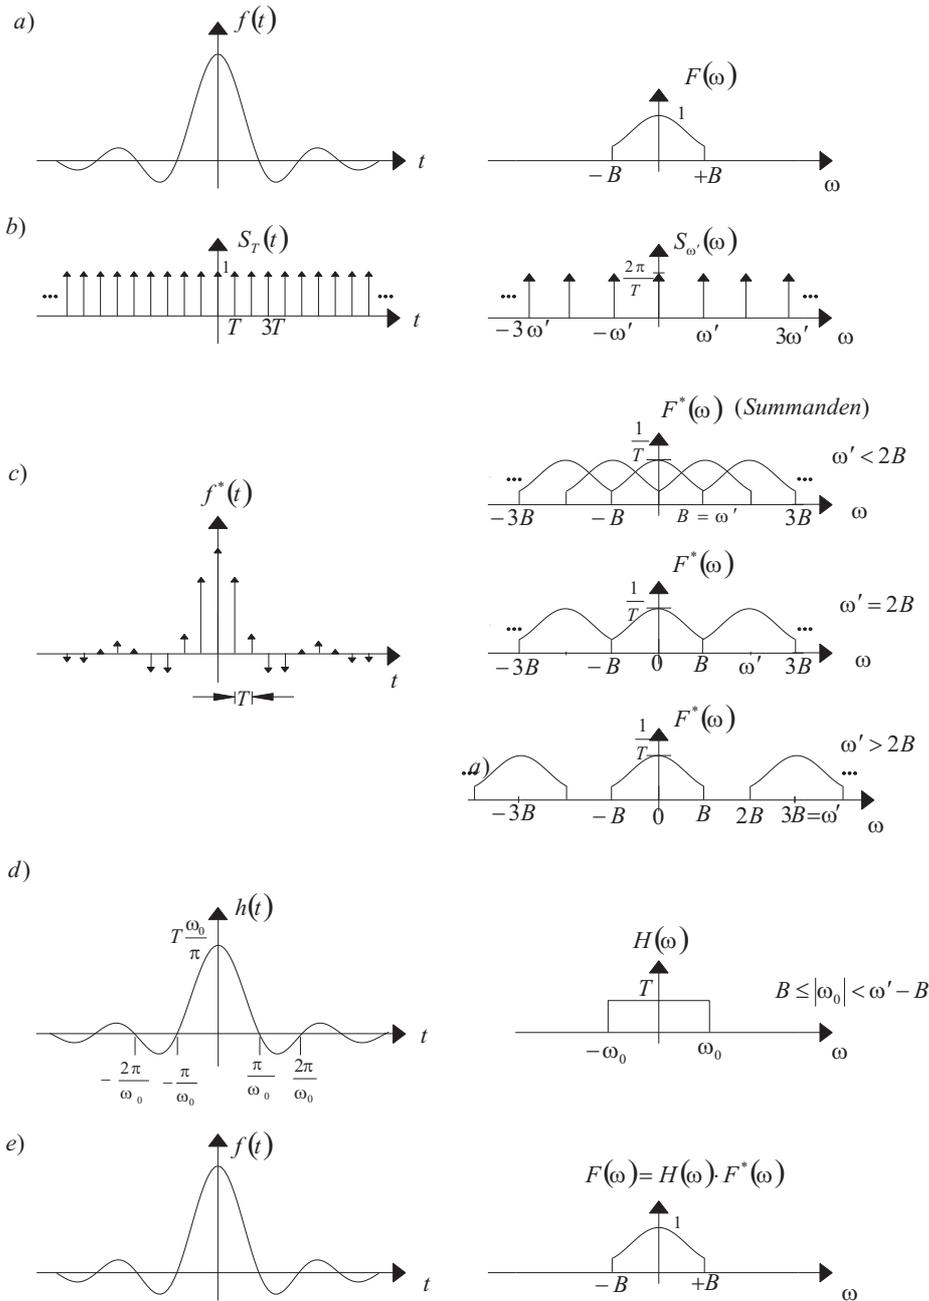 a)
f(t)
t
F(ω)
1
−B
+B
ω
b)
S_T(t)
1
...
...
T
3T
t
S_ω′(ω)
2π
T
...
...
−3ω′
−ω′
ω′
3ω′
ω
c)
f*(t)
t
T
F*(ω) (Summanden)
1
T
ω′ < 2B
...
...
−3B
−B
B = ω′
3B
ω
F*(ω)
1
T
ω′ = 2B
...
...
−3B
−B
0
B
ω′
3B
ω
F*(ω)
1
T
ω′ > 2B
...
a)
...
−3B
−B
0
B
2B
3B=ω′
ω
d)
h(t)
T ω₀
π
t
− 2π
ω₀
− π
ω₀
π
ω₀
2π
ω₀
H(ω)
T
B ≤ |ω₀| < ω′ − B
−ω₀
ω₀
ω
e)
f(t)
t
F(ω) = H(ω)· F*(ω)
1
−B
+B
ω